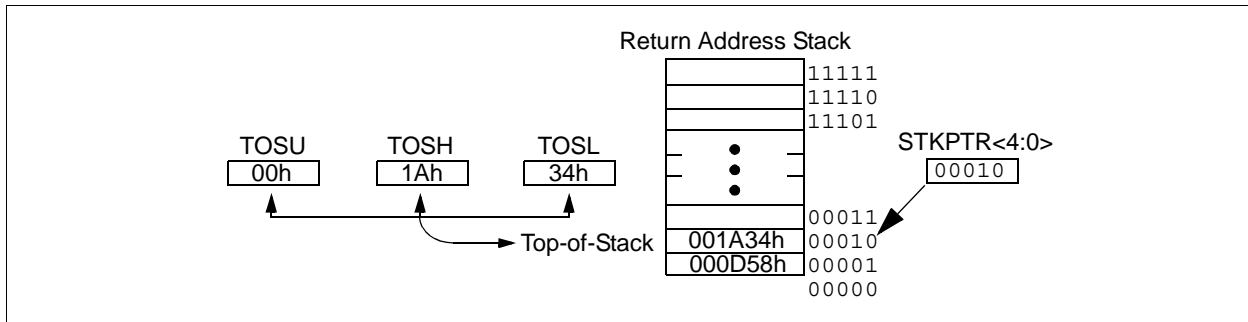 Return Address Stack
11111
11110
11101
TOSU TOSH TOSL
00h 1Ah 34h
STKPTR<4:0>
00010
00011
Top-of-Stack 001A34h 00010
000D58h 00001
00000